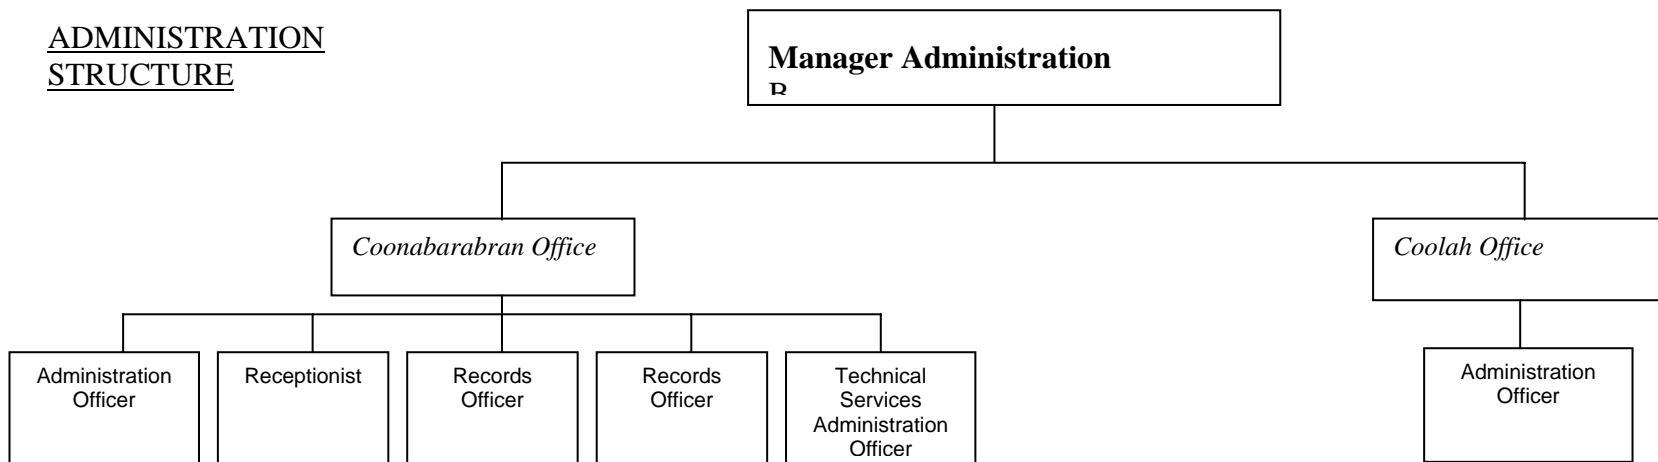 ADMINISTRATION
STRUCTURE
Manager Administration
Coonabarabran Office
Coolah Office
Administration
Officer
Receptionist
Records
Officer
Records
Officer
Technical
Services
Administration
Officer
Administration
Officer